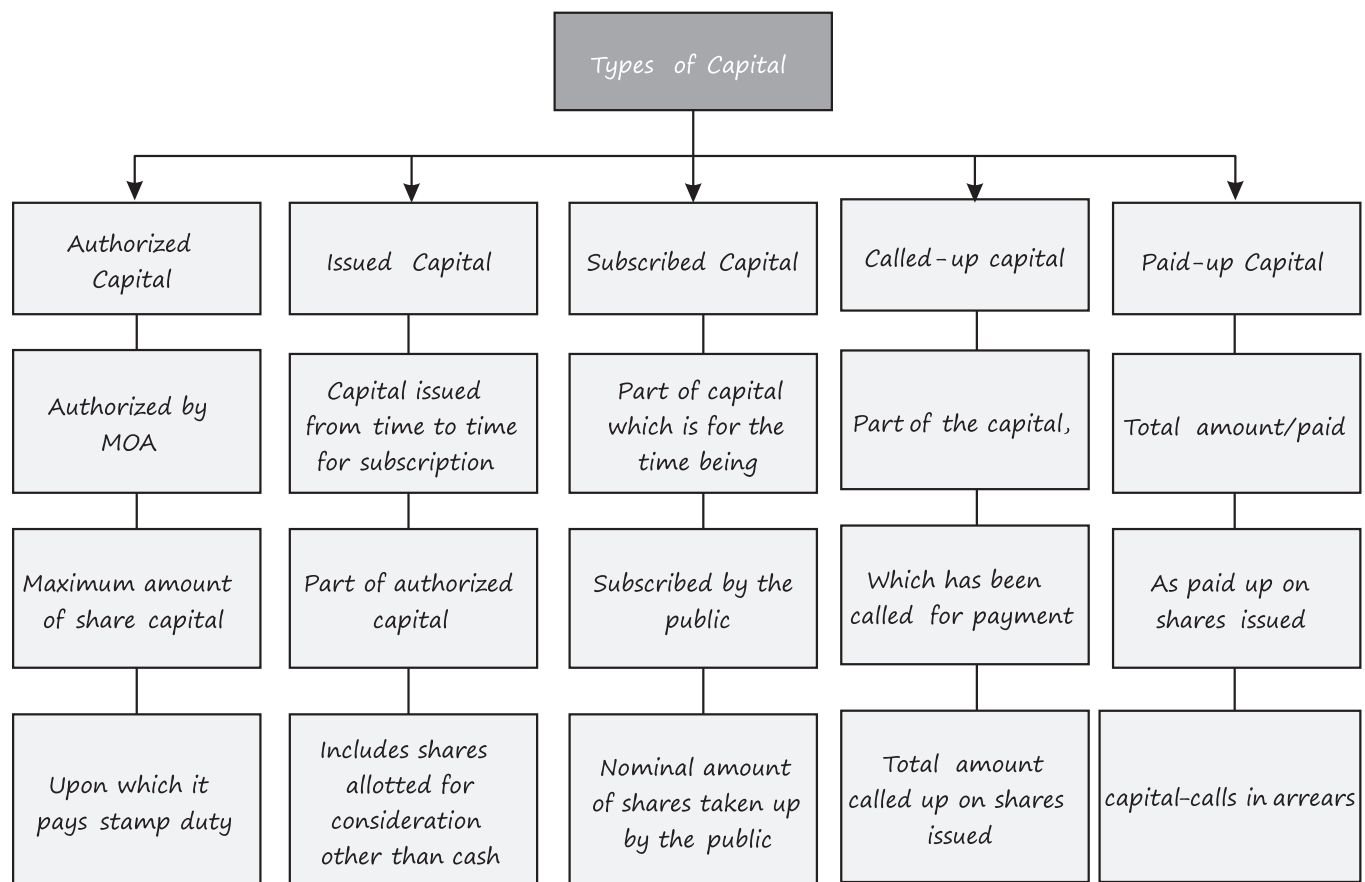 Types of Capital
Authorized
Capital
Issued Capital
Subscribed Capital
Called-up capital
Paid-up Capital
Authorized by
MOA
Capital issued
from time to time
for subscription
Part of capital
which is for the
time being
Part of the capital,
Total amount/paid
Maximum amount
of share capital
Part of authorized
capital
Subscribed by the
public
Which has been
called for payment
As paid up on
shares issued
Upon which it
pays stamp duty
Includes shares
allotted for
consideration
other than cash
Nominal amount
of shares taken up
by the public
Total amount
called up on shares
issued
capital-calls in arrears